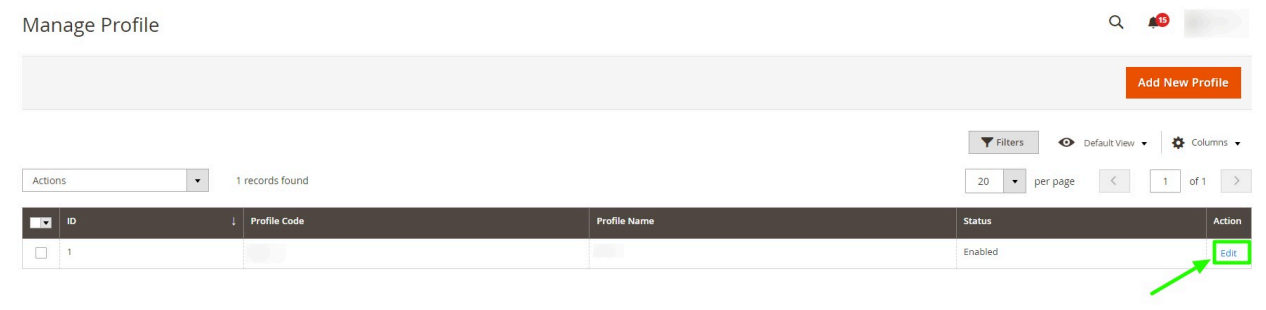 Manage Profile
15
Add New Profile
Filters
Default View
Columns
Actions
1 records found
20
per page
1
of 1
ID
↓
Profile Code
Profile Name
Status
Action
1
Enabled
Edit